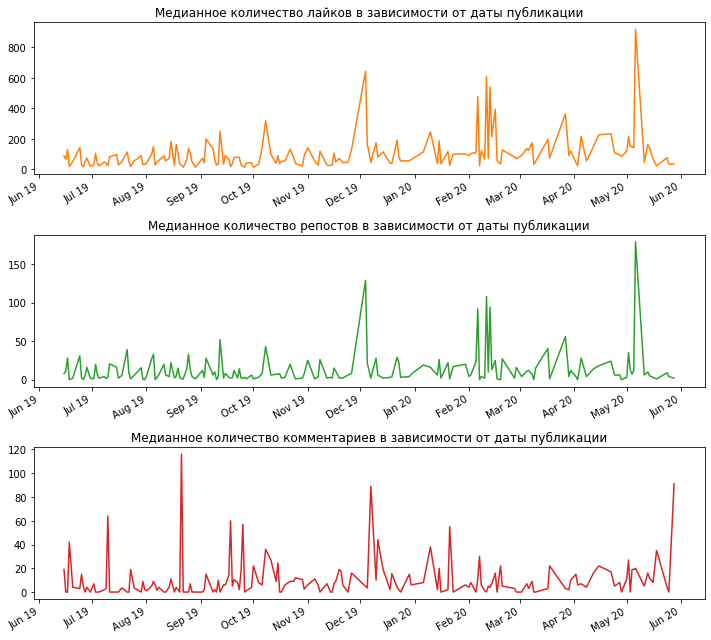 Медианное количество лайков в зависимости от даты публикации
800
600
400
200
0
Jun 19 Jul 19 Aug 19 Sep 19 Oct 19 Nov 19 Dec 19 Jan 20 Feb 20 Mar 20 Apr 20 May 20 Jun 20
Медианное количество репостов в зависимости от даты публикации
150
100
50
0
Jun 19 Jul 19 Aug 19 Sep 19 Oct 19 Nov 19 Dec 19 Jan 20 Feb 20 Mar 20 Apr 20 May 20 Jun 20
Медианное количество комментариев в зависимости от даты публикации
120
100
80
60
40
20
0
Jun 19 Jul 19 Aug 19 Sep 19 Oct 19 Nov 19 Dec 19 Jan 20 Feb 20 Mar 20 Apr 20 May 20 Jun 20